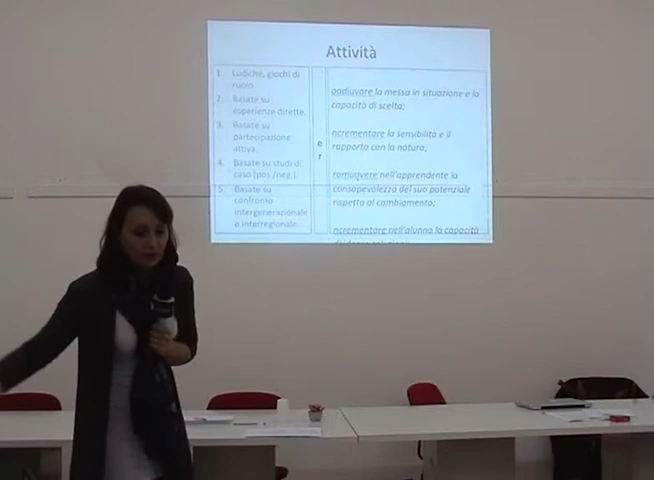 Attività
1. Ludiche, giochi di
ruolo
2. Basate su
esperienze dirette.
3. Basate su
partecipazione
attiva.
4. Basate su studi di
caso (pos./neg.).
5. Basate su
confronto
intergenerazionale
e interregionale.
e
r
oadiuvare la messa in situazione e la
capacità di scelta;
ncrementare la sensibilità e il
rapporto con la natura;
romuovere nell'apprendente la
consapevolezza del suo potenziale
rispetto al cambiamento;
ncrementare nell'alunno la capacità